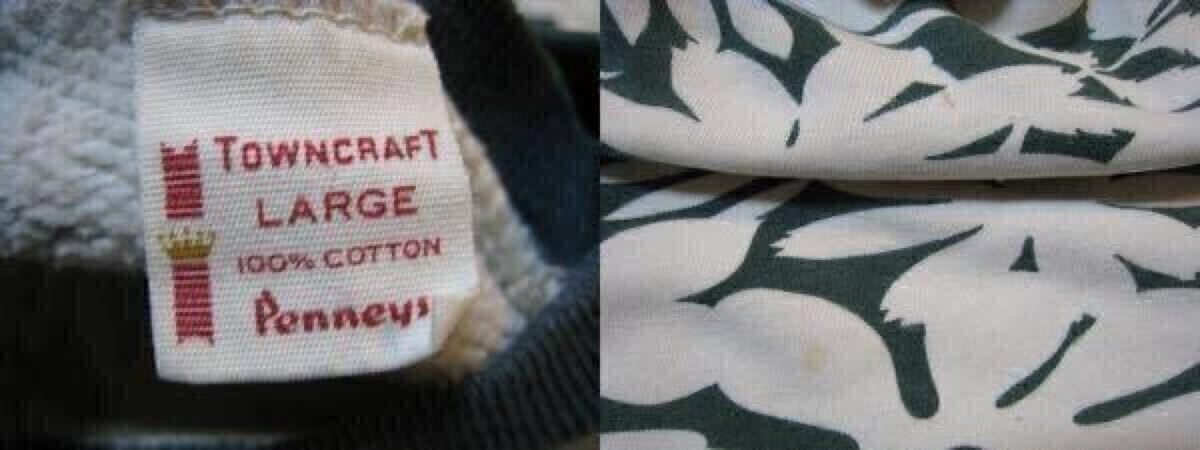 TOWNCRAFT
LARGE
100% COTTON
Penneys